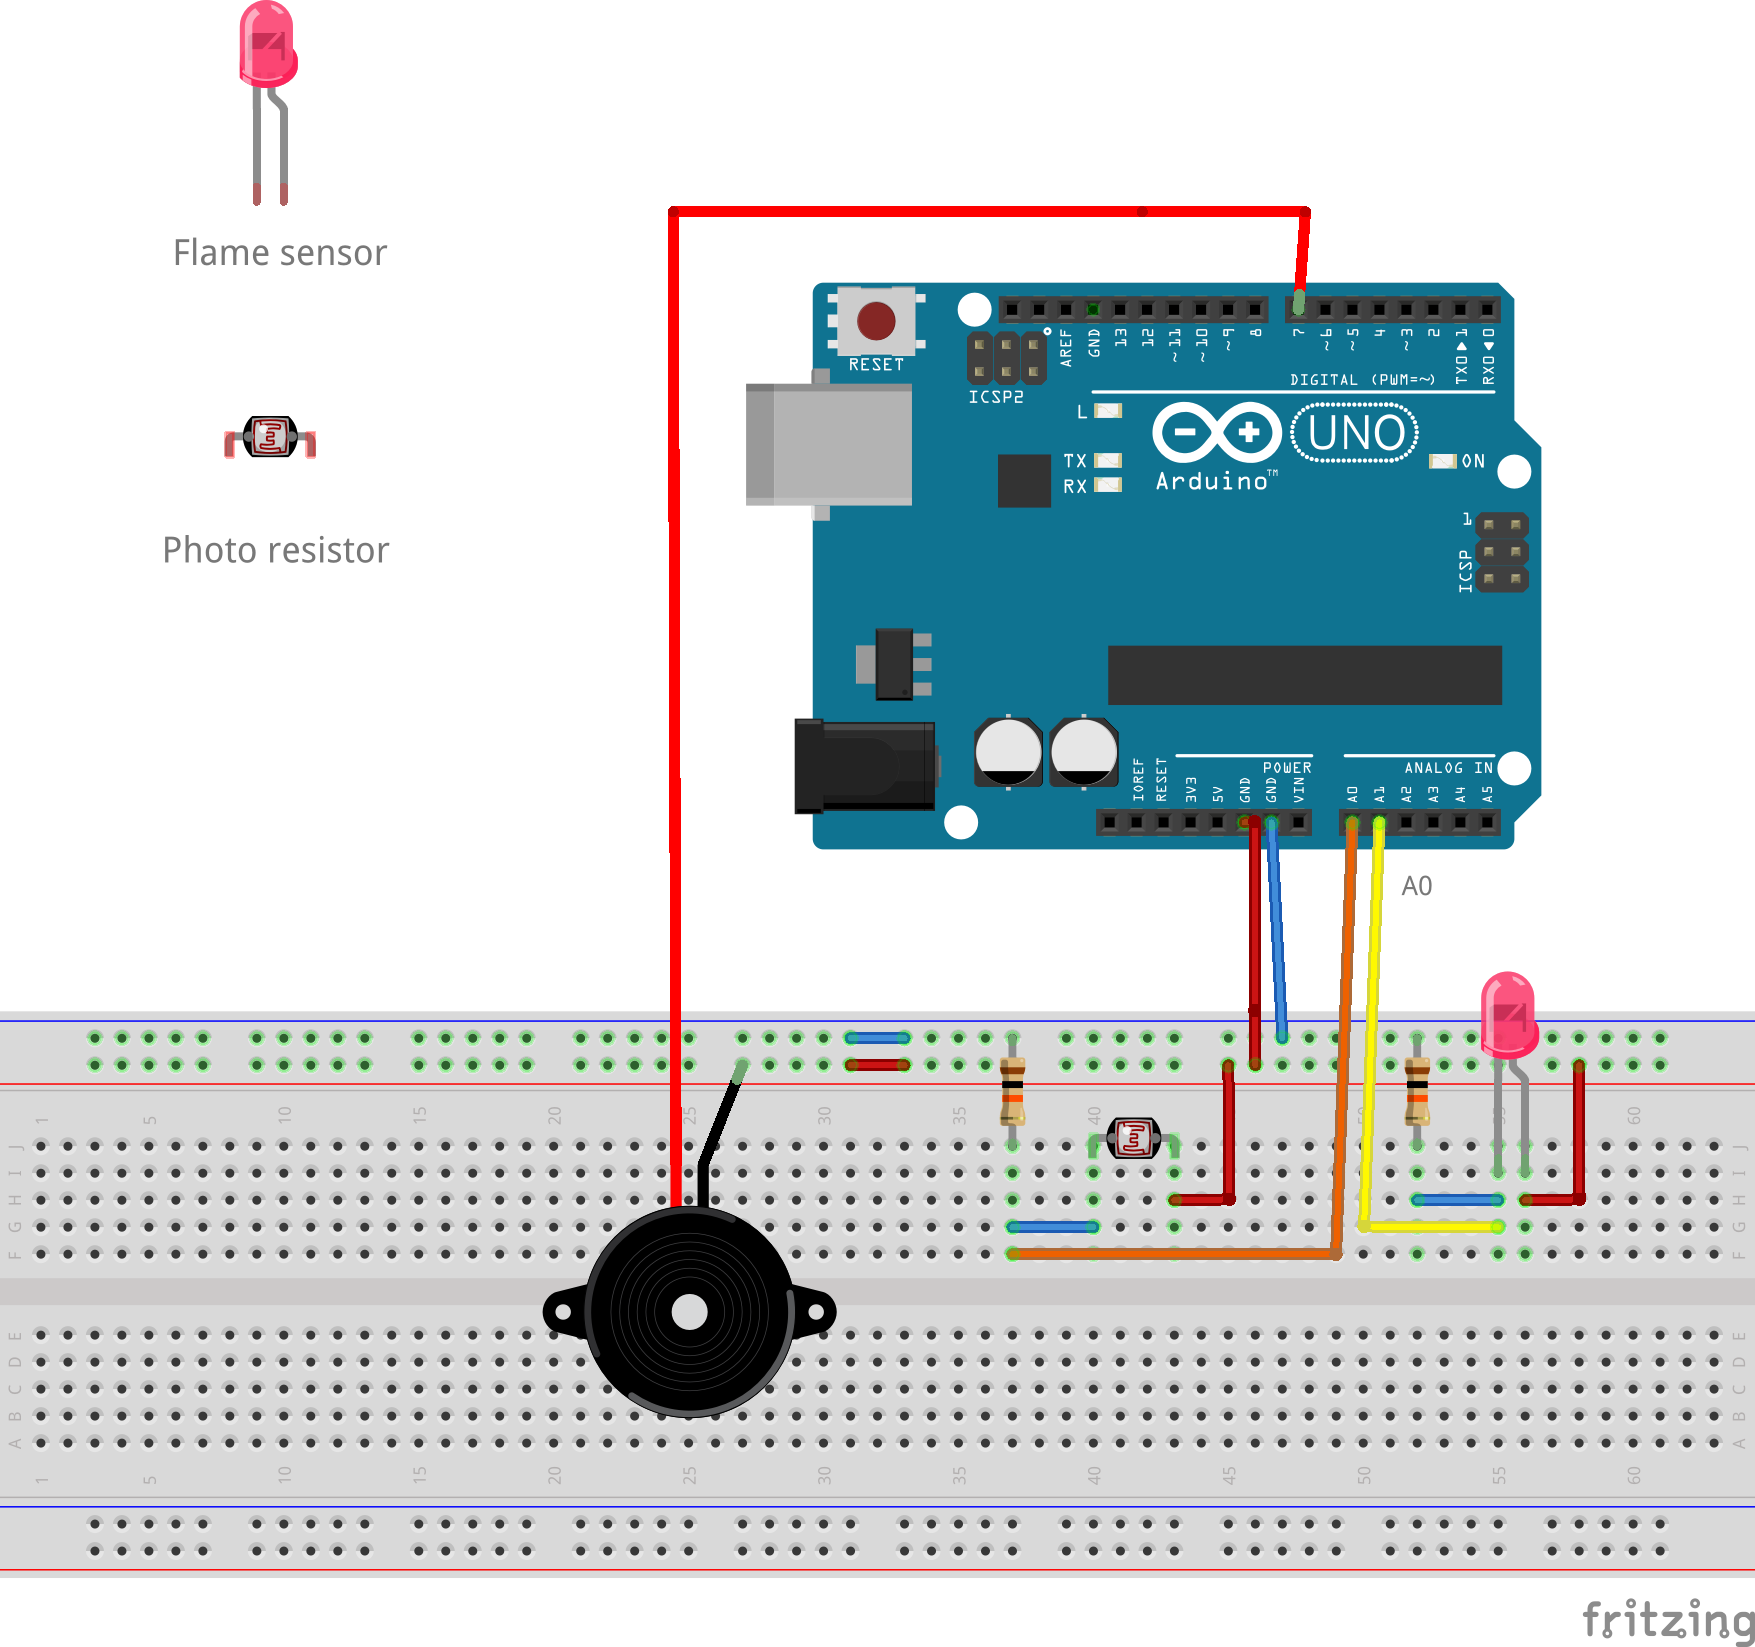 Flame sensor
Photo resistor
RESET
ICSP2
AREF
GND
13
12
~11
~10
~9
8
7
~6
~5
4
~3
2
TX0▶1
RX0◀0
DIGITAL (PWM=~)
L
TX
RX
Arduino™
UNO
ON
1
ICSP
POWER
ANALOG IN
IOREF
RESET
3V3
5V
GND
GND
VIN
A0
A1
A2
A3
A4
A5
A0
1 5 10 15 20 25 30 35 40 45 50 55 60
J J
I I
H H
G G
F F
E E
D D
C C
B B
A A
1 5 10 15 20 25 30 35 40 45 50 55 60
fritzing